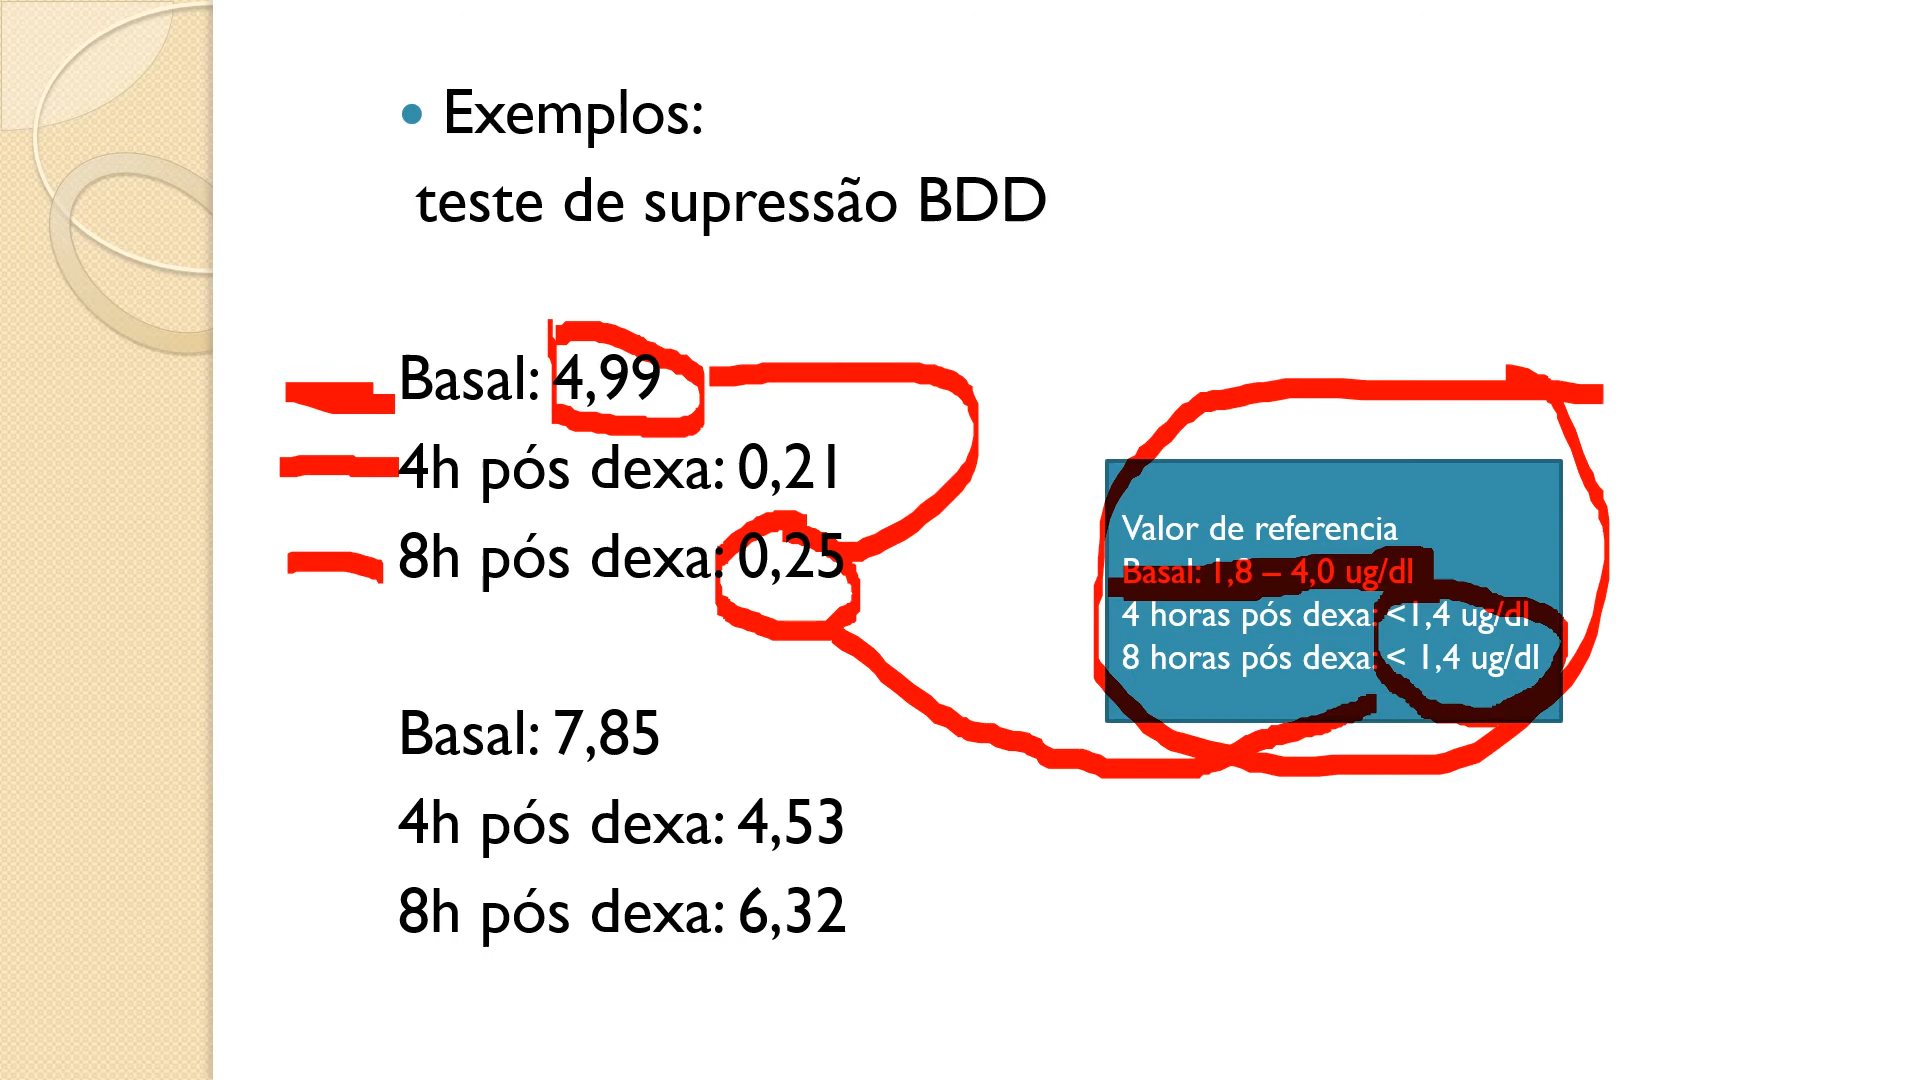 Exemplos:
teste de supressão BDD
Basal: 4,99
4h pós dexa: 0,21
8h pós dexa: 0,25
Basal: 7,85
4h pós dexa: 4,53
8h pós dexa: 6,32
Valor de referencia
Basal: 1,8 – 4,0 ug/dl
4 horas pós dexa: <1,4 ug/dl
8 horas pós dexa: < 1,4 ug/dl